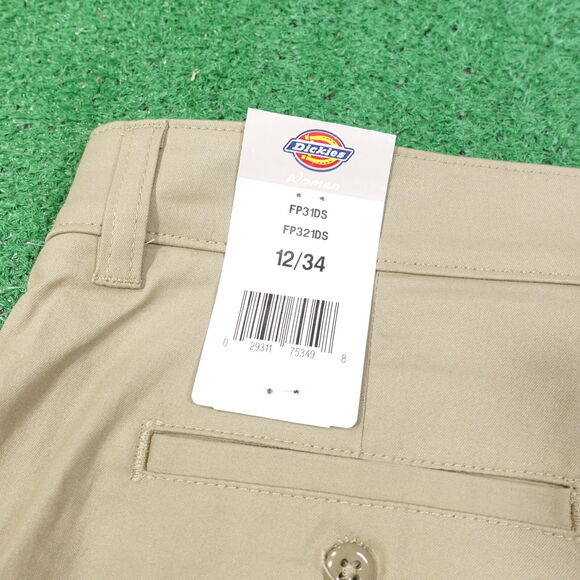 Dickies
Women
FP31DS
FP321DS
12/34
0 29311 75349 8